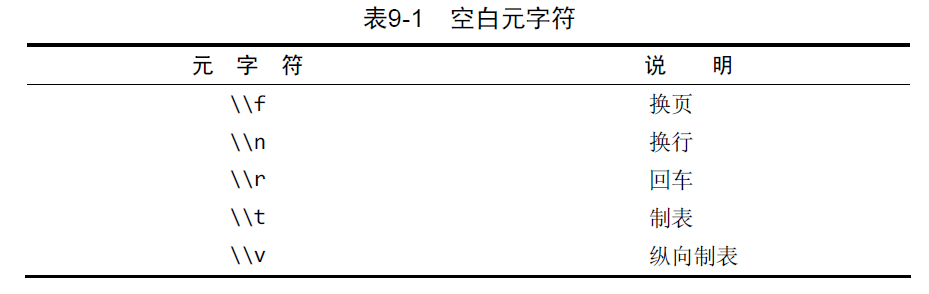 表9-1 空白元字符
元 字 符 说 明
\\f 换页
\\n 换行
\\r 回车
\\t 制表
\\v 纵向制表